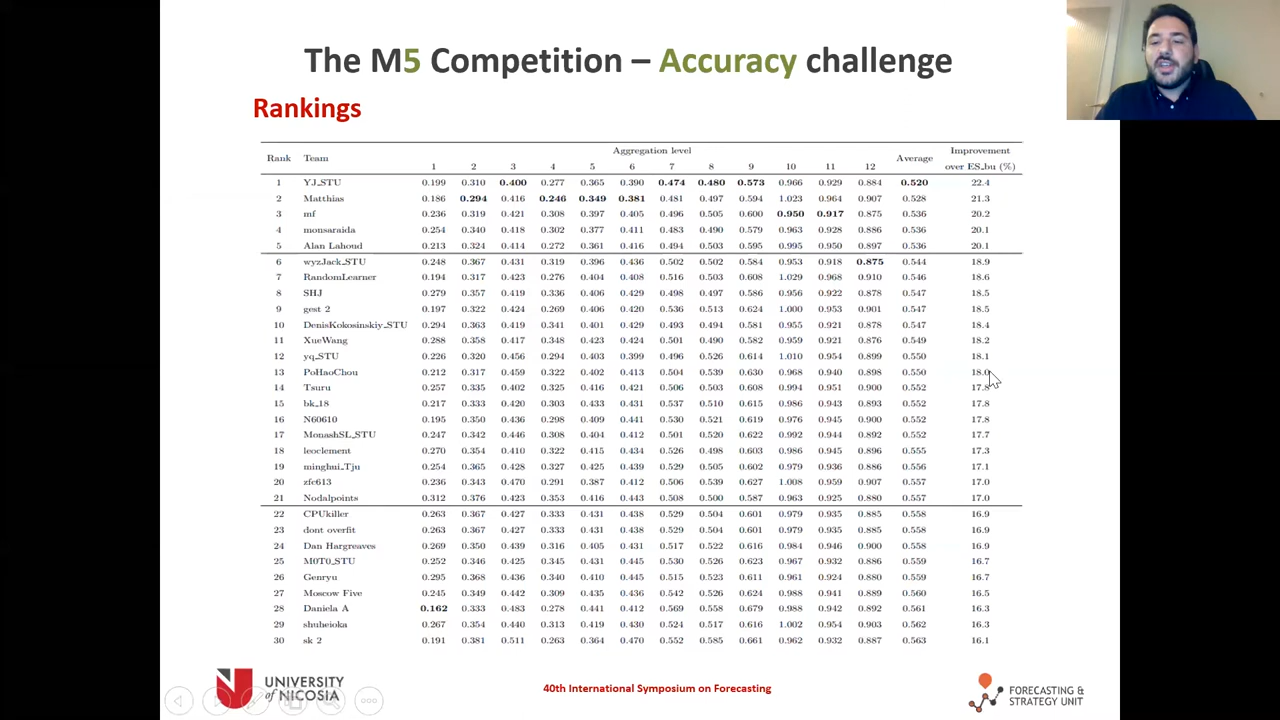 The M5 Competition – Accuracy challenge
Rankings
Rank Team Aggregation level Average Improvement over ES_bu (%)
1 2 3 4 5 6 7 8 9 10 11 12
1 YJ_STU 0.199 0.310 0.400 0.277 0.365 0.390 0.474 0.480 0.573 0.966 0.929 0.884 0.520 22.4
2 Matthias 0.186 0.294 0.416 0.246 0.349 0.381 0.481 0.497 0.594 1.023 0.964 0.907 0.528 21.3
3 mf 0.236 0.319 0.421 0.308 0.397 0.405 0.496 0.505 0.600 0.950 0.917 0.875 0.536 20.2
4 monsaraida 0.254 0.340 0.418 0.302 0.377 0.411 0.483 0.490 0.579 0.963 0.928 0.886 0.536 20.1
5 Alan Lahoud 0.213 0.324 0.414 0.272 0.361 0.416 0.494 0.503 0.595 0.995 0.950 0.897 0.536 20.1
6 wyzJack_STU 0.248 0.367 0.431 0.319 0.396 0.436 0.502 0.502 0.584 0.953 0.918 0.875 0.544 18.9
7 RandomLearner 0.194 0.317 0.423 0.276 0.404 0.408 0.516 0.503 0.608 1.029 0.968 0.910 0.546 18.6
8 SHJ 0.279 0.357 0.419 0.336 0.406 0.429 0.498 0.497 0.586 0.956 0.922 0.878 0.547 18.5
9 gest 2 0.197 0.322 0.424 0.269 0.406 0.420 0.536 0.513 0.624 1.000 0.953 0.901 0.547 18.5
10 DenisKokosinskiy_STU 0.294 0.363 0.419 0.341 0.401 0.429 0.493 0.494 0.581 0.955 0.921 0.878 0.547 18.4
11 XueWang 0.288 0.358 0.417 0.348 0.423 0.424 0.501 0.490 0.582 0.959 0.921 0.876 0.549 18.2
12 yq_STU 0.226 0.320 0.456 0.294 0.403 0.399 0.496 0.526 0.614 1.010 0.954 0.899 0.550 18.1
13 PoHaoChou 0.212 0.317 0.459 0.322 0.402 0.413 0.504 0.539 0.630 0.968 0.940 0.898 0.550 18.0
14 Tsuru 0.257 0.335 0.402 0.325 0.416 0.421 0.506 0.503 0.608 0.994 0.951 0.900 0.552 17.8
15 bk_18 0.217 0.333 0.420 0.303 0.433 0.431 0.537 0.510 0.615 0.986 0.943 0.893 0.552 17.8
16 N60610 0.195 0.350 0.436 0.298 0.409 0.441 0.530 0.521 0.619 0.976 0.945 0.900 0.552 17.8
17 MonashSL_STU 0.247 0.342 0.446 0.308 0.404 0.412 0.501 0.520 0.622 0.992 0.944 0.892 0.552 17.7
18 leoclement 0.270 0.354 0.410 0.322 0.415 0.434 0.526 0.498 0.603 0.986 0.945 0.896 0.555 17.3
19 minghui_Tju 0.254 0.365 0.428 0.327 0.425 0.439 0.529 0.505 0.602 0.979 0.936 0.886 0.556 17.1
20 zfc613 0.236 0.343 0.470 0.291 0.387 0.412 0.506 0.539 0.627 1.008 0.959 0.907 0.557 17.0
21 Nodalpoints 0.312 0.376 0.423 0.353 0.416 0.443 0.508 0.500 0.587 0.963 0.925 0.880 0.557 17.0
22 CPUkiller 0.263 0.367 0.427 0.333 0.431 0.438 0.529 0.504 0.601 0.979 0.935 0.885 0.558 16.9
23 dont overfit 0.263 0.367 0.427 0.333 0.431 0.438 0.529 0.504 0.601 0.979 0.935 0.885 0.558 16.9
24 Dan Hargreaves 0.269 0.350 0.439 0.316 0.405 0.431 0.517 0.522 0.616 0.984 0.946 0.900 0.558 16.9
25 M0T0_STU 0.252 0.346 0.425 0.345 0.431 0.445 0.530 0.526 0.623 0.967 0.932 0.886 0.559 16.7
26 Genryu 0.295 0.368 0.436 0.340 0.410 0.445 0.515 0.523 0.611 0.961 0.924 0.880 0.559 16.7
27 Moscow Five 0.245 0.349 0.442 0.309 0.435 0.436 0.542 0.526 0.624 0.988 0.941 0.889 0.560 16.5
28 Daniela A 0.162 0.333 0.483 0.278 0.441 0.412 0.569 0.558 0.679 0.988 0.942 0.892 0.561 16.3
29 shuheioka 0.267 0.354 0.440 0.313 0.419 0.430 0.524 0.517 0.616 1.002 0.954 0.903 0.562 16.3
30 sk 2 0.191 0.381 0.511 0.263 0.364 0.470 0.552 0.585 0.661 0.962 0.932 0.887 0.563 16.1
UNIVERSITY
of NICOSIA
40th International Symposium on Forecasting
FORECASTING &
STRATEGY UNIT